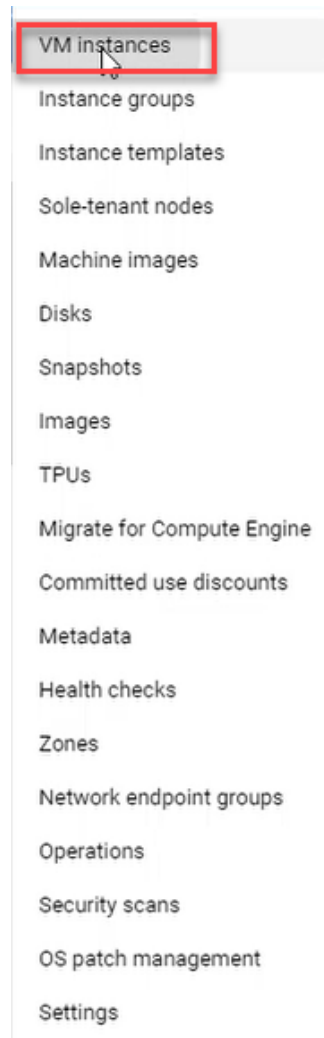 VM instances
Instance groups
Instance templates
Sole-tenant nodes
Machine images
Disks
Snapshots
Images
TPUs
Migrate for Compute Engine
Committed use discounts
Metadata
Health checks
Zones
Network endpoint groups
Operations
Security scans
OS patch management
Settings